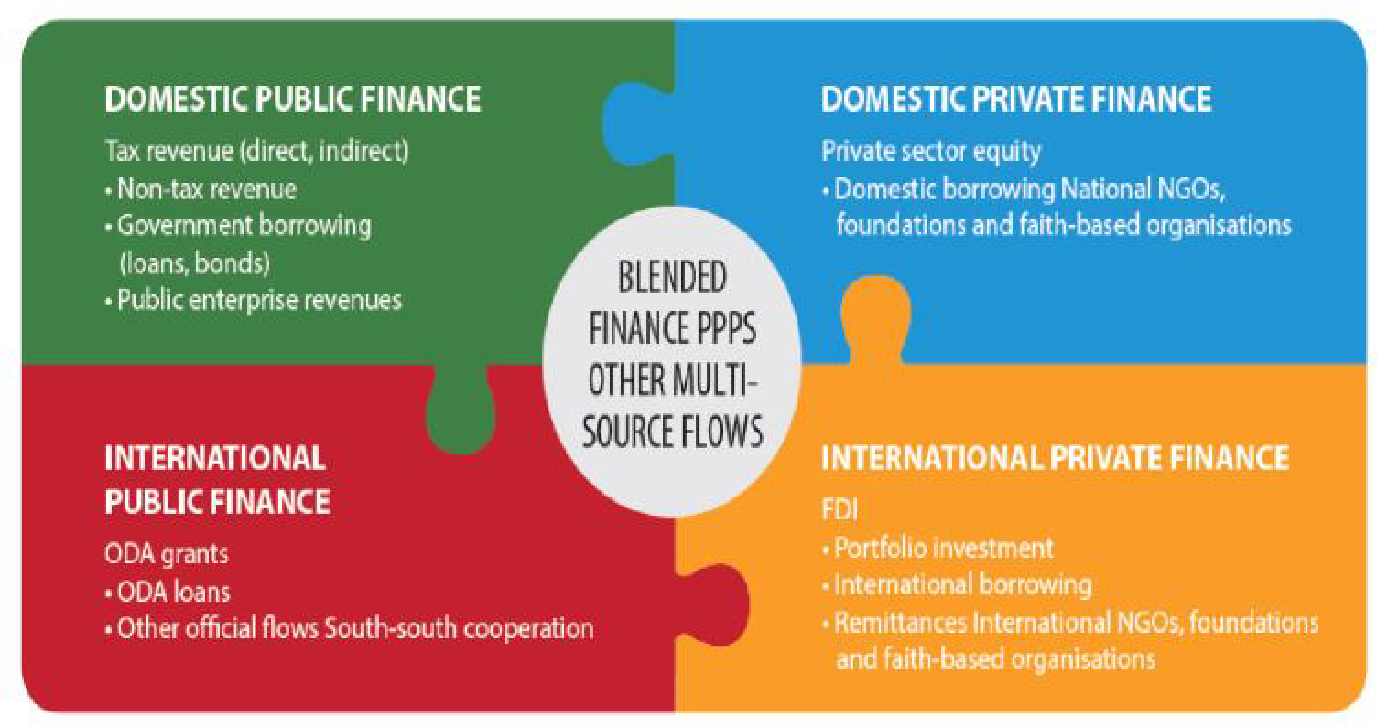 DOMESTIC PUBLIC FINANCE
Tax revenue (direct, indirect)
• Non-tax revenue
• Government borrowing
(loans, bonds)
• Public enterprise revenues
DOMESTIC PRIVATE FINANCE
Private sector equity
• Domestic borrowing National NGOs,
foundations and faith-based organisations
BLENDED
FINANCE PPPS
OTHER MULTI-
SOURCE FLOWS
INTERNATIONAL
PUBLIC FINANCE
ODA grants
• ODA loans
• Other official flows South-south cooperation
INTERNATIONAL PRIVATE FINANCE
FDI
• Portfolio investment
• International borrowing
• Remittances International NGOs, foundations
and faith-based organisations